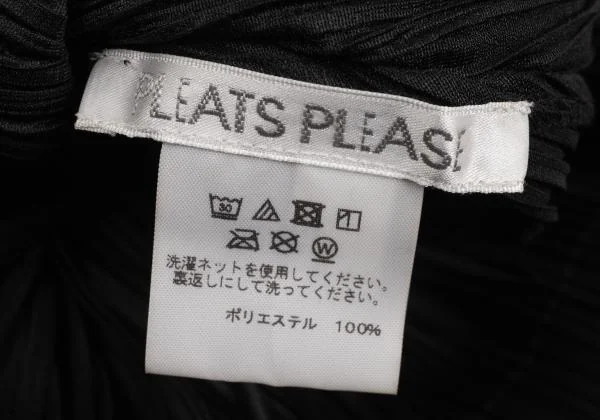 PLEATS PLEASE
30
W
洗濯ネットを使用してください。
裏返しにして洗ってください。
ポリエステル 100%